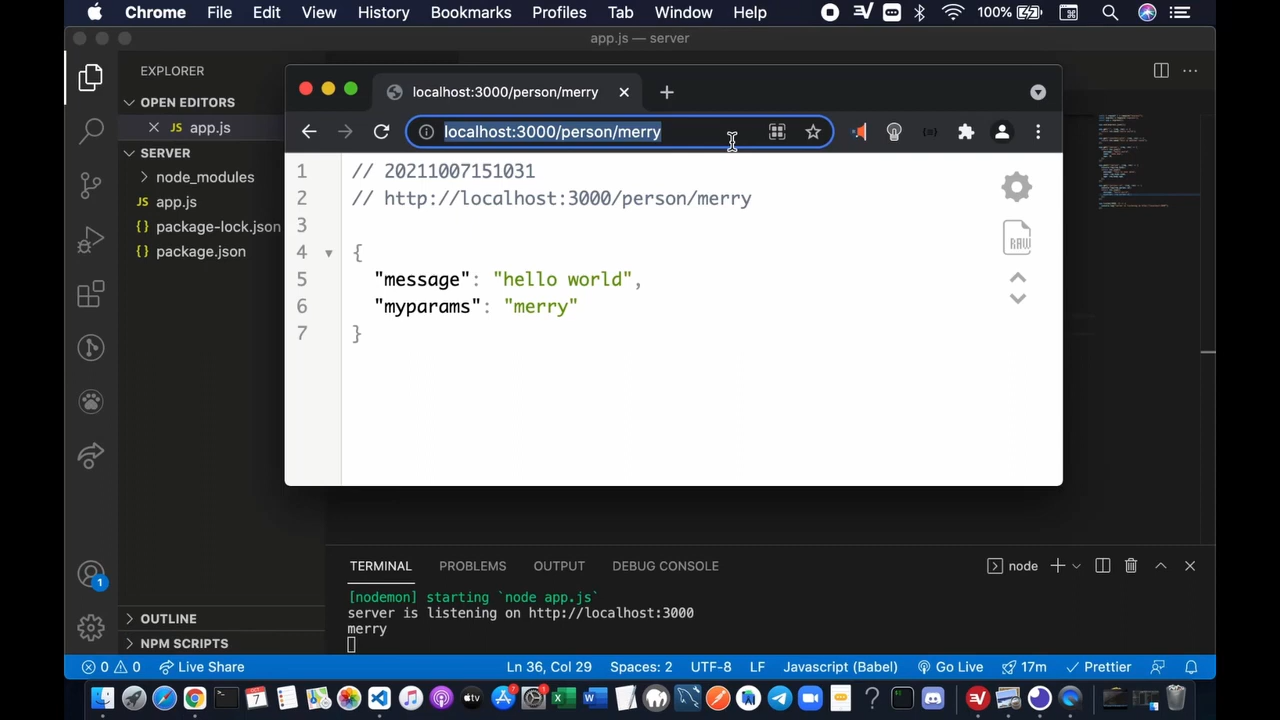 Chrome File Edit View History Bookmarks Profiles Tab Window Help 100%
app.js — server
EXPLORER
OPEN EDITORS
JS app.js
SERVER
node_modules
JS app.js
{} package-lock.json
{} package.json
OUTLINE
NPM SCRIPTS
1
localhost:3000/person/merry
localhost:3000/person/merry
1 // 20211007151031
2 // http://localhost:3000/person/merry
3
4 {
5 "message": "hello world",
6 "myparams": "merry"
7 }
RAW
TERMINAL PROBLEMS OUTPUT DEBUG CONSOLE node
[nodemon] starting `node app.js`
server is listening on http://localhost:3000
merry
0 0 Live Share Ln 36, Col 29 Spaces: 2 UTF-8 LF Javascript (Babel) Go Live 17m Prettier